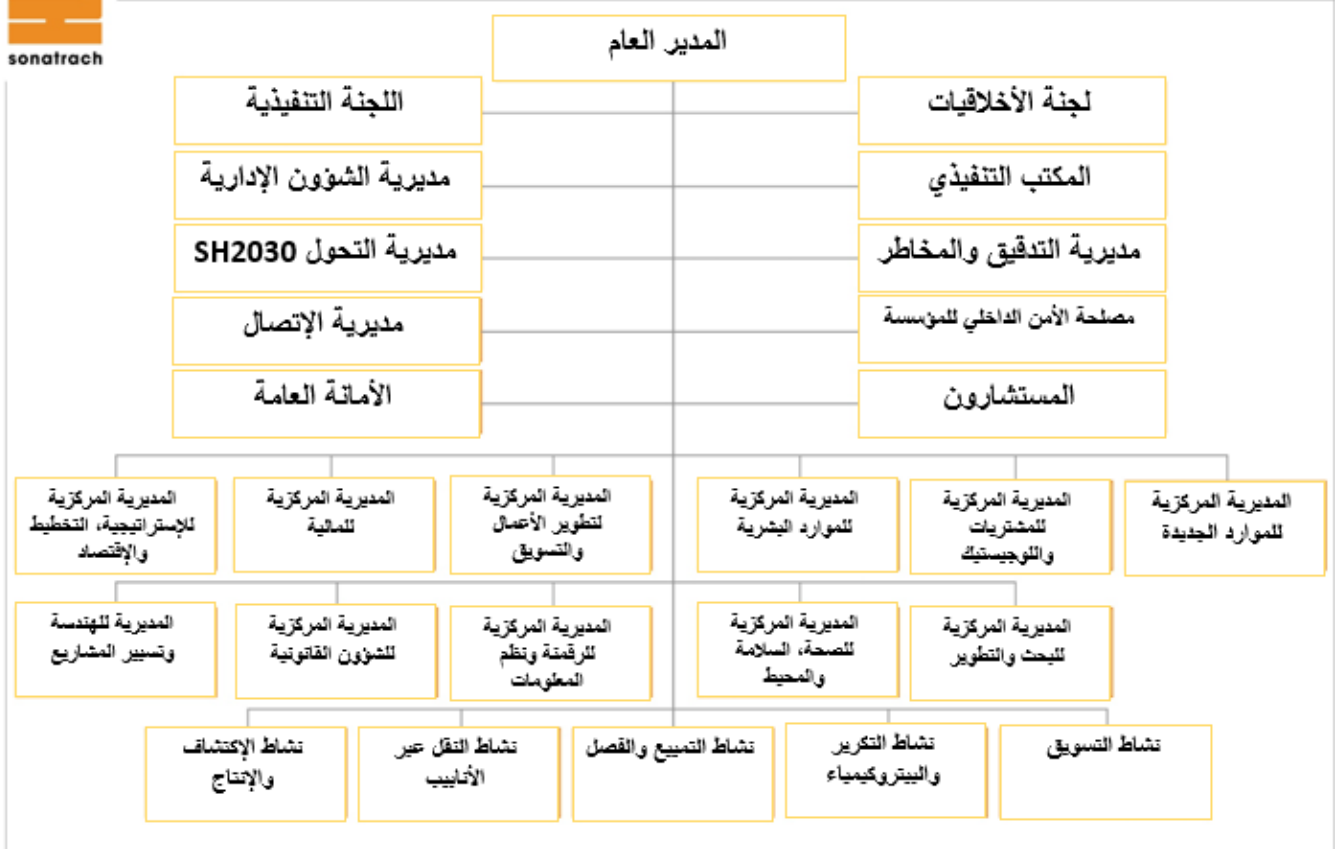 sonatrach
المدير العام
لجنة الأخلاقيات
اللجنة التنفيذية
المكتب التنفيذي
مديرية الشؤون الإدارية
مديرية التدقيق والمخاطر
مديرية التحول SH2030
مصلحة الأمن الداخلي للمؤسسة
مديرية الإتصال
المستشارون
الأمانة العامة
المديرية المركزية
للموارد الجديدة
المديرية المركزية
للمشتريات
واللوجيستيك
المديرية المركزية
للموارد البشرية
المديرية المركزية
لتطوير الأعمال
والتسويق
المديرية المركزية
للمالية
المديرية المركزية
للإستراتيجية، التخطيط
والإقتصاد
المديرية المركزية
للبحث والتطوير
المديرية المركزية
للصحة، السلامة
والمحيط
المديرية المركزية
للرقمنة ونظم
المعلومات
المديرية المركزية
للشؤون القانونية
المديرية للهندسة
وتسيير المشاريع
نشاط التسويق
نشاط التكرير
والبيتروكيمياء
نشاط التمييع والفصل
نشاط النقل عبر
الأنابيب
نشاط الإكتشاف
والإنتاج